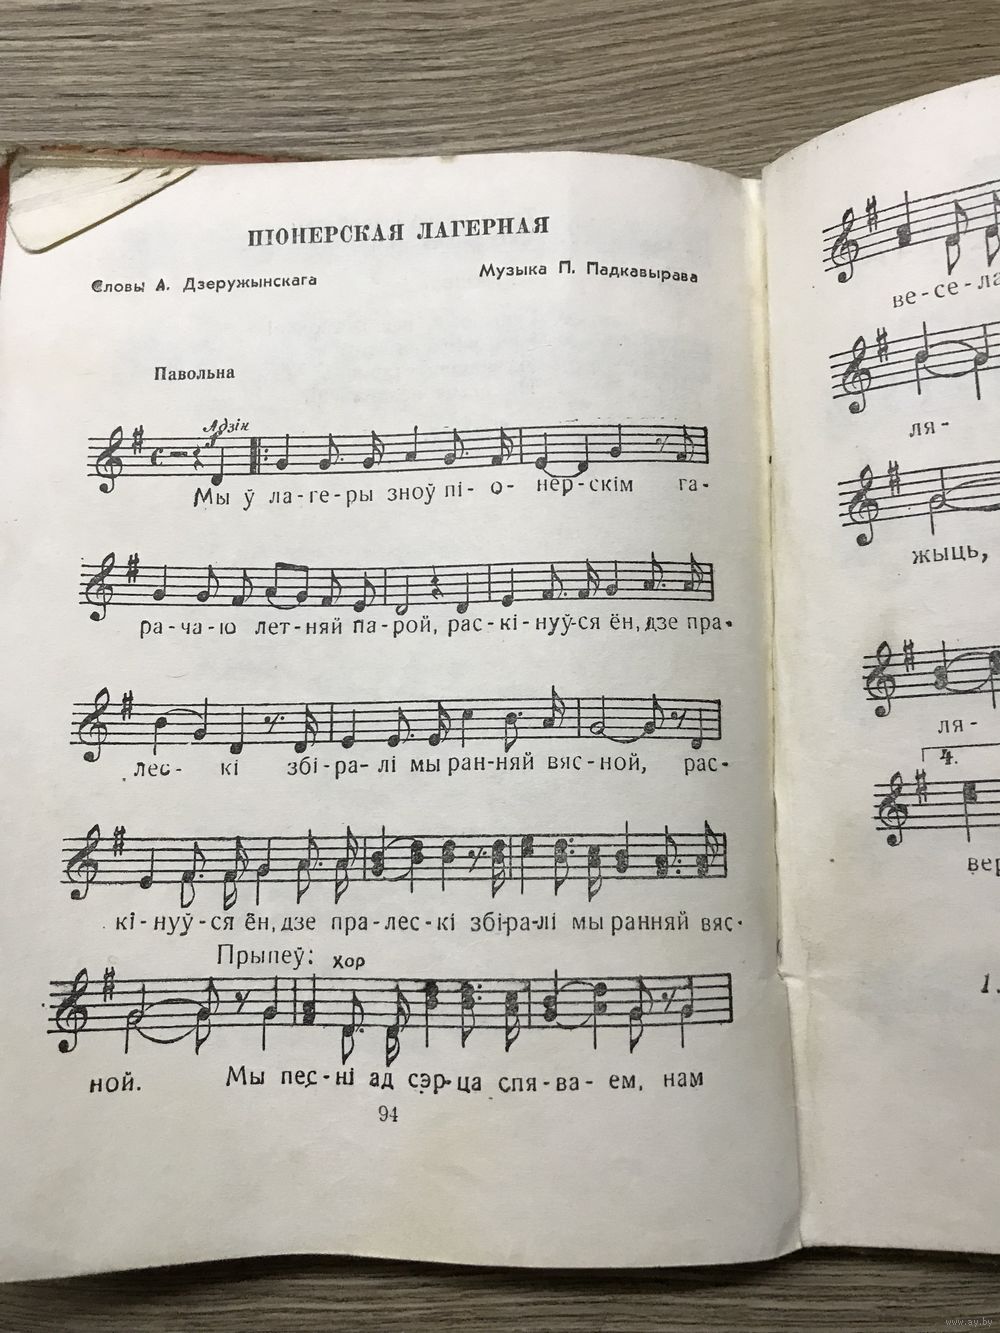 ПІОНЕРСКАЯ ЛАГЕРНАЯ
Словы А. Дзеружынскага
Музыка П. Падкавырава
Павольна
Адзін
Мы ў ла-ге-ры зноў пі-о-нер-скім га-
ра-ча-ю лет-няй па-рой, рас-кі-нуў-ся ён, дзе пра-
лес-кі збі-ра-лі мы ран-няй вяс-ной, рас-
кі-нуў-ся ён, дзе пра-лес-кі збі-ра-лі мы ранняй вяс-
Прыпеў: хор
ной. Мы пес-ні ад сэр-ца спя-ва-ем, нам
94
ве-се-ла
ля-
жыць,
ля-
4.
вер
1.
www.ay.by